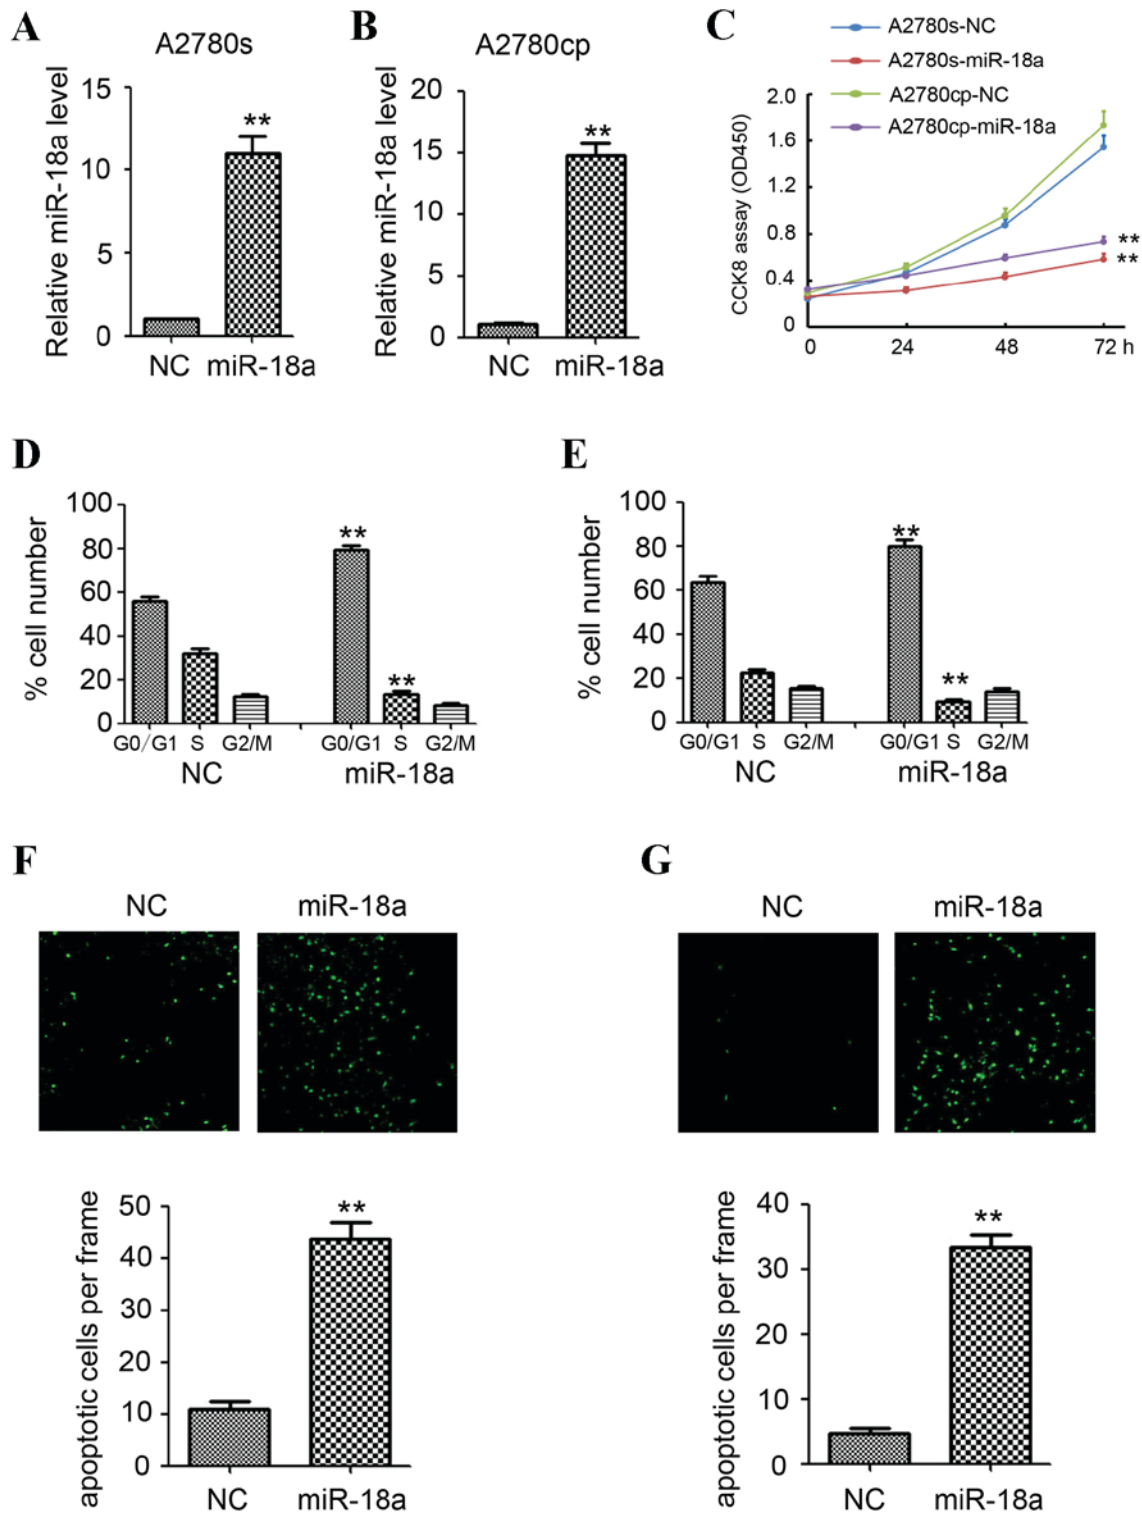 A
A2780s
Relative miR-18a level
15
10
5
0
**
NC miR-18a
B
A2780cp
Relative miR-18a level
20
15
10
5
0
**
NC miR-18a
C
A2780s-NC
A2780s-miR-18a
A2780cp-NC
A2780cp-miR-18a
CCK8 assay (OD450)
2.0
1.6
1.2
0.8
0.4
0
**
**
0 24 48 72 h
D
% cell number
100
80
60
40
20
0
**
**
G0/G1 S G2/M G0/G1 S G2/M
NC miR-18a
E
% cell number
100
80
60
40
20
0
**
**
G0/G1 S G2/M G0/G1 S G2/M
NC miR-18a
F
NC miR-18a
apoptotic cells per frame
50
40
30
20
10
0
**
NC miR-18a
G
NC miR-18a
apoptotic cells per frame
40
30
20
10
0
**
NC miR-18a